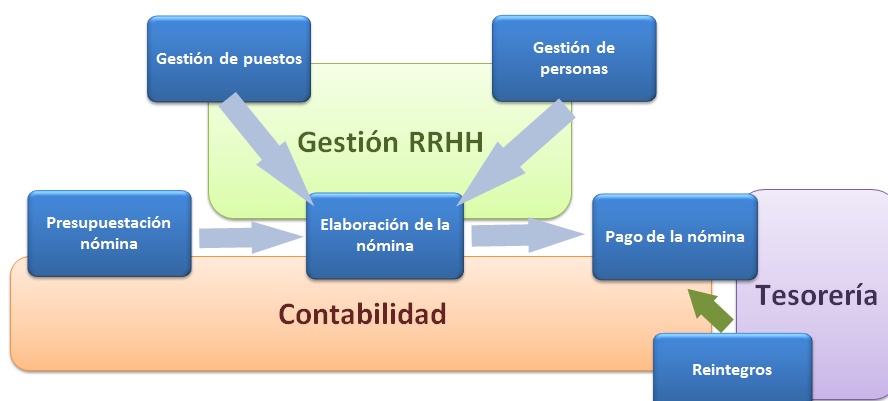 Gestión de puestos
Gestión de
personas
Gestión RRHH
Presupuestación
nómina
Elaboración de la
nómina
Pago de la nómina
Contabilidad
Tesorería
Reintegros